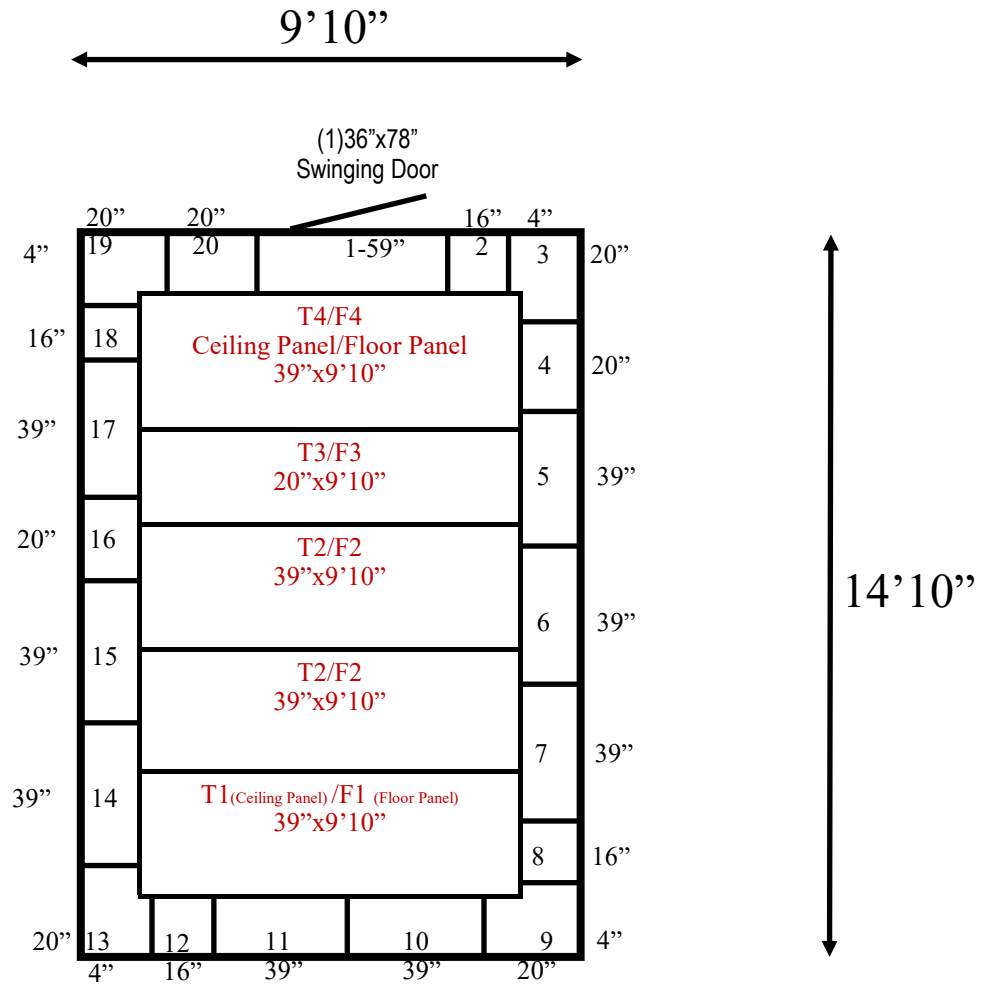 9’10”
(1)36”x78”
Swinging Door
20” 20” 16” 4”
4” 19 20 1-59” 2 3 20”
T4/F4
Ceiling Panel/Floor Panel
39”x9’10”
16” 18 4 20”
39” 17 T3/F3 5 39”
20”x9’10”
20” 16 T2/F2
39”x9’10”
14’10”
6 39”
39” 15 T2/F2
39”x9’10”
7 39”
39” 14 T1(Ceiling Panel) /F1 (Floor Panel)
39”x9’10”
8 16”
20” 13 12 11 10 9 4”
4” 16” 39” 39” 20”